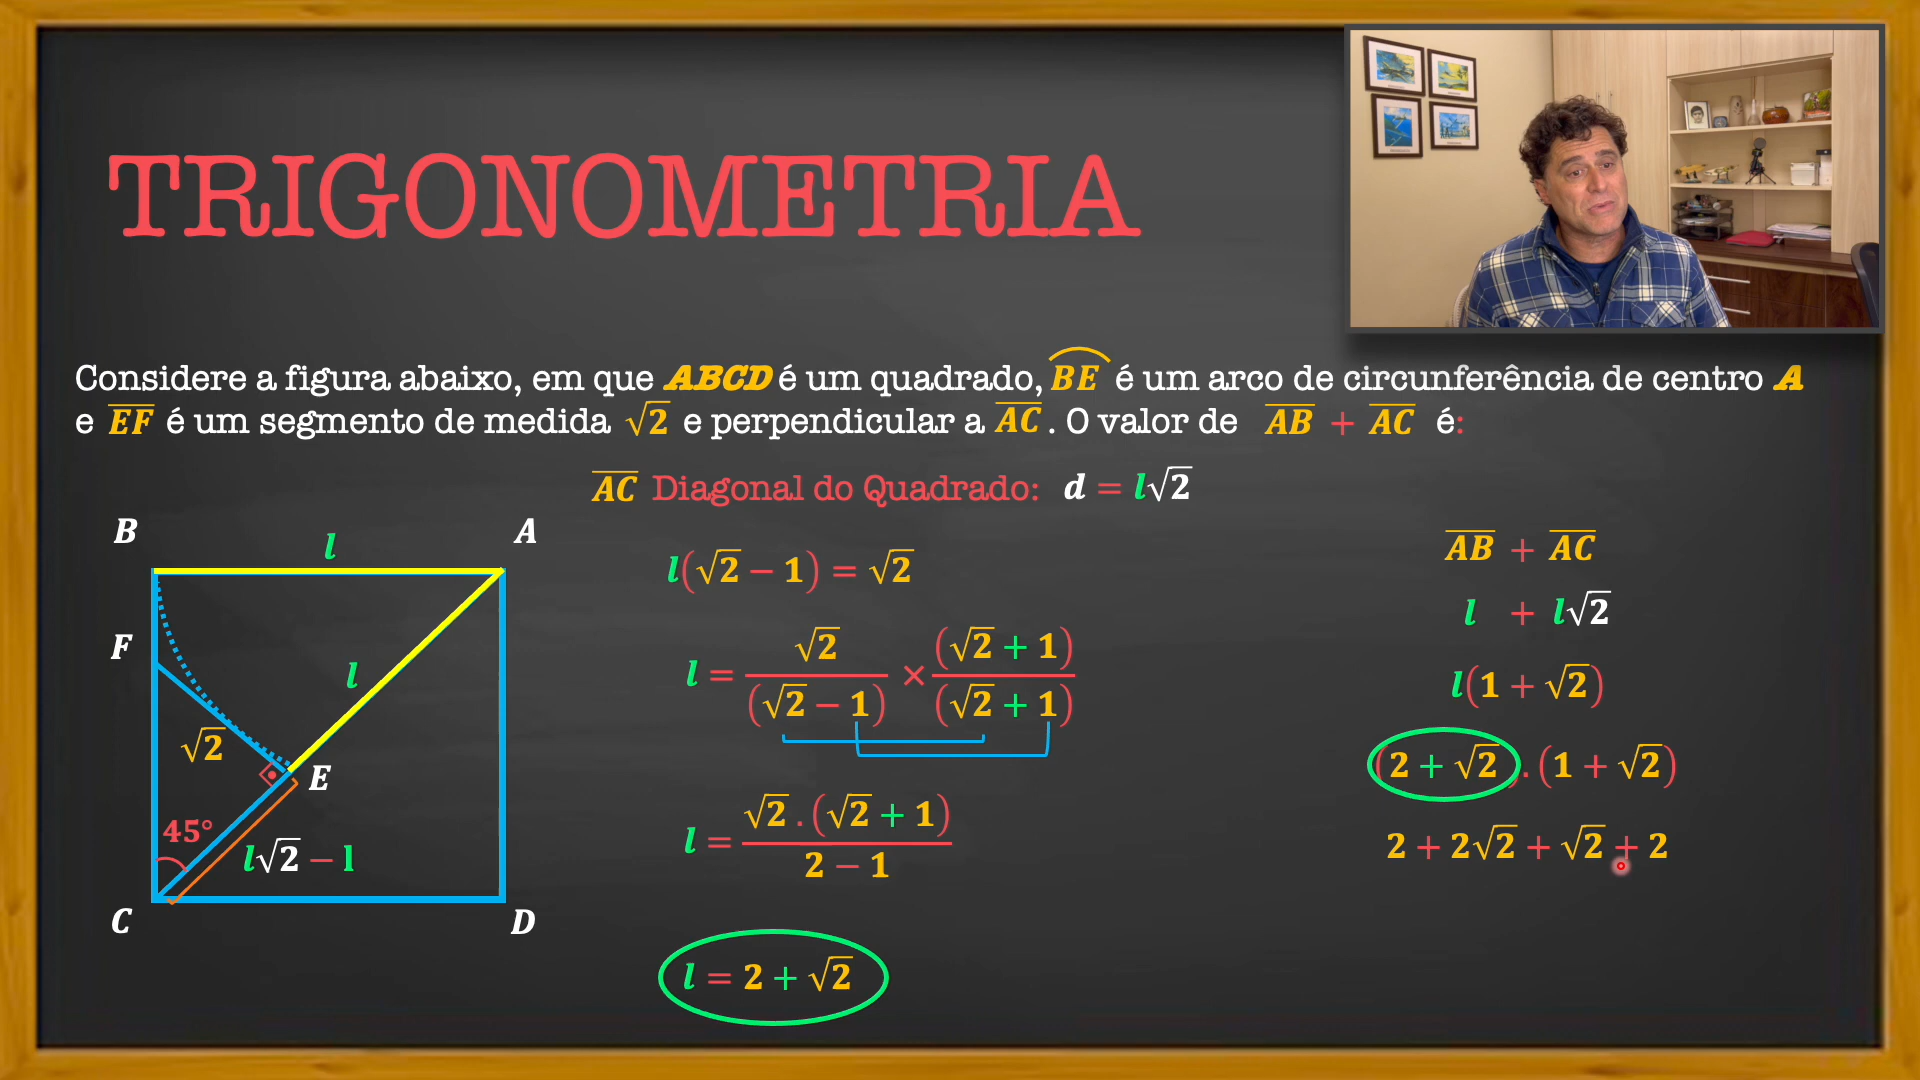 TRIGONOMETRIA
Considere a figura abaixo, em que ABCD é um quadrado, BE é um arco de circunferência de centro A
e EF é um segmento de medida √2 e perpendicular a AC. O valor de AB + AC é:
AC Diagonal do Quadrado: d = l√2
B
l
A
F
l
√2
E
45°
l√2 − l
C
D
l(√2 − 1) = √2
l = √2/(√2 − 1) × (√2 + 1)/(√2 + 1)
l = √2.(√2 + 1)/2 − 1
l = 2 + √2
AB + AC
l + l√2
l(1 + √2)
(2 + √2).(1 + √2)
2 + 2√2 + √2 + 2